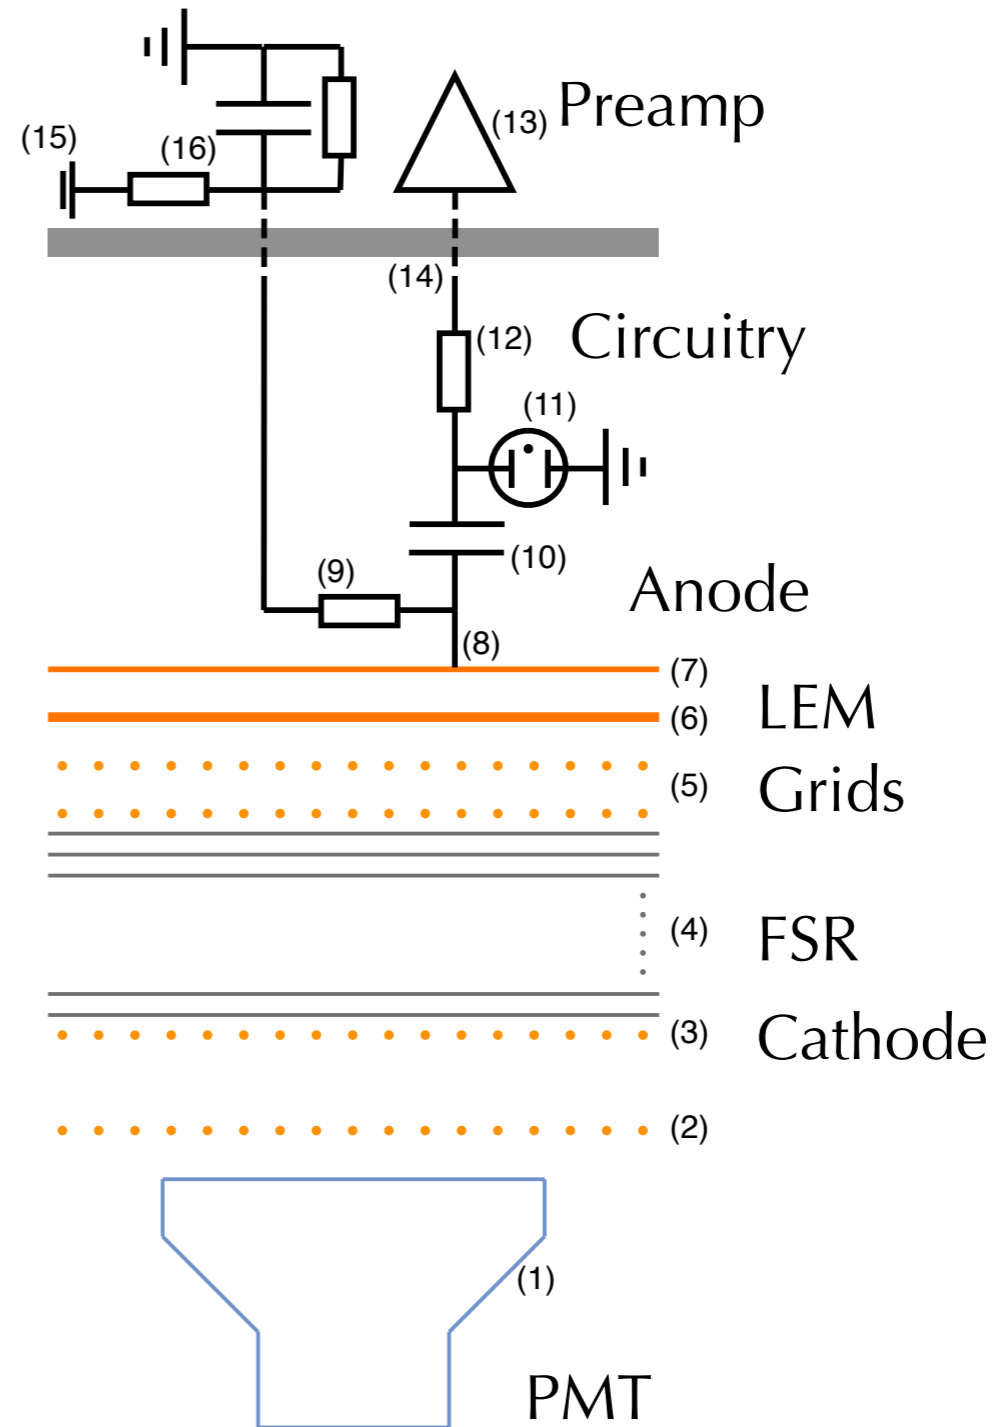 (13) Preamp
(15)
(16)
(14)
(12) Circuitry
(11)
(10)
(9)
Anode
(8)
(7)
(6) LEM
(5) Grids
(4) FSR
(3) Cathode
(2)
(1)
PMT